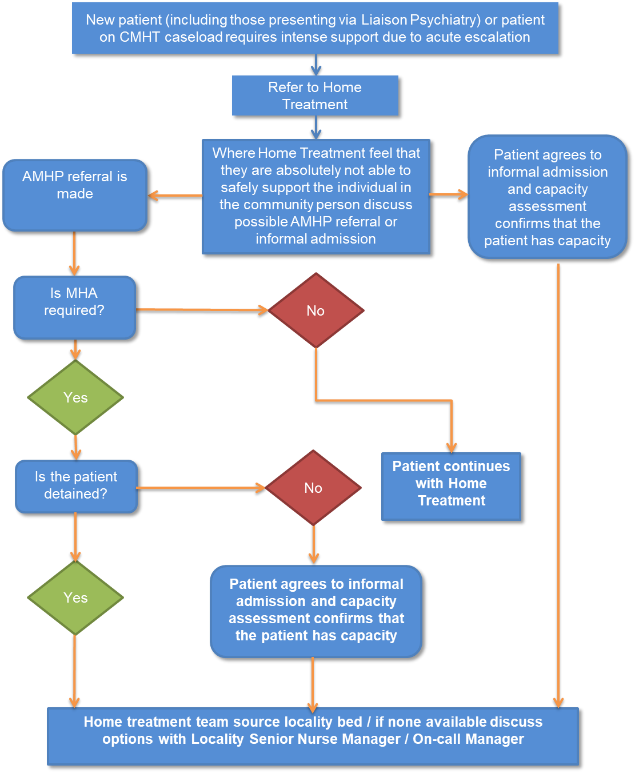 New patient (including those presenting via Liaison Psychiatry) or patient
on CMHT caseload requires intense support due to acute escalation
Refer to Home
Treatment
Where Home Treatment feel that
they are absolutely not able to
safely support the individual in
the community person discuss
possible AMHP referral or
informal admission
AMHP referral is
made
Patient agrees to
informal admission
and capacity
assessment
confirms that the
patient has capacity
Is MHA
required?
No
Yes
Patient continues
with Home
Treatment
Is the patient
detained?
No
Patient agrees to informal
admission and capacity
assessment confirms that
the patient has capacity
Yes
Home treatment team source locality bed / if none available discuss
options with Locality Senior Nurse Manager / On-call Manager